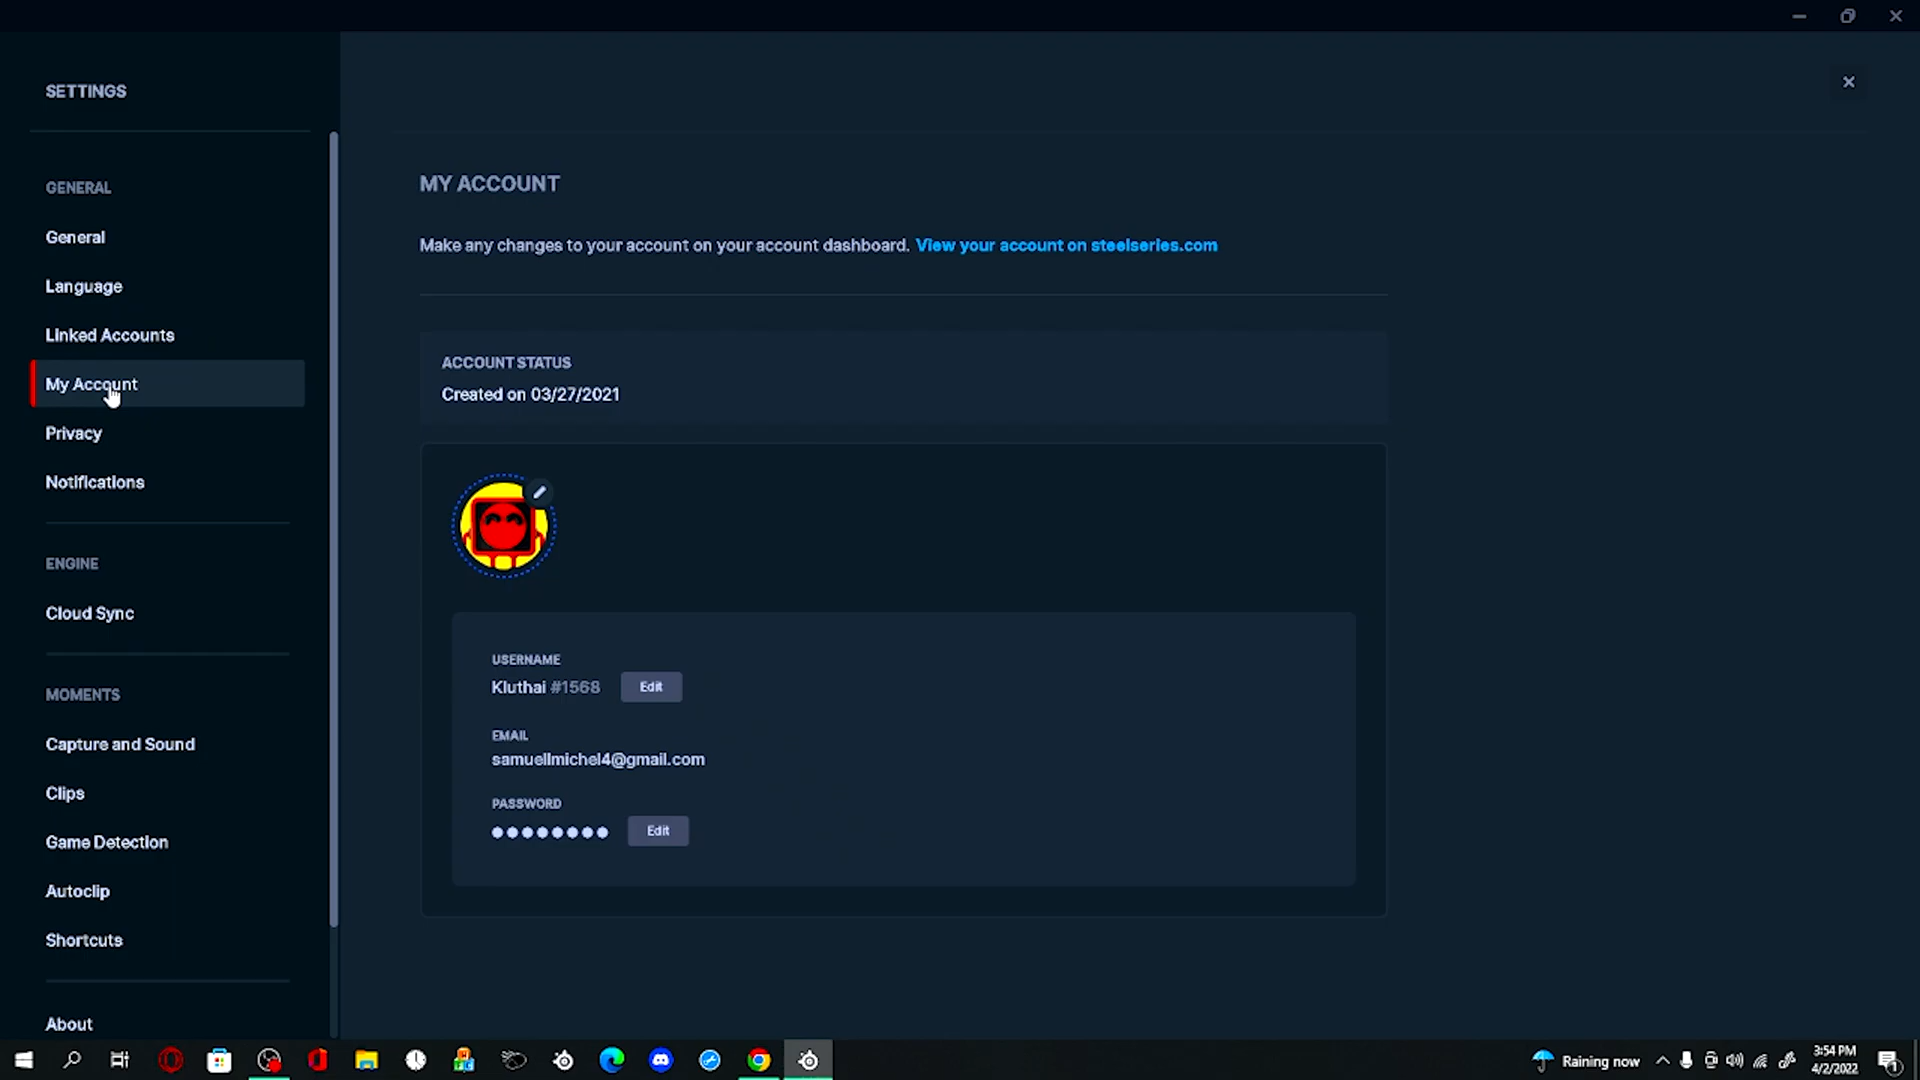 SETTINGS
GENERAL
General
Language
Linked Accounts
My Account
Privacy
Notifications
ENGINE
Cloud Sync
MOMENTS
Capture and Sound
Clips
Game Detection
Autoclip
Shortcuts
About
MY ACCOUNT
Make any changes to your account on your account dashboard. View your account on steelseries.com
ACCOUNT STATUS
Created on 03/27/2021
USERNAME
Kluthai #1568 Edit
EMAIL
samuellmichel4@gmail.com
PASSWORD
●●●●●●●● Edit
Raining now
3:54 PM
4/2/2022
1